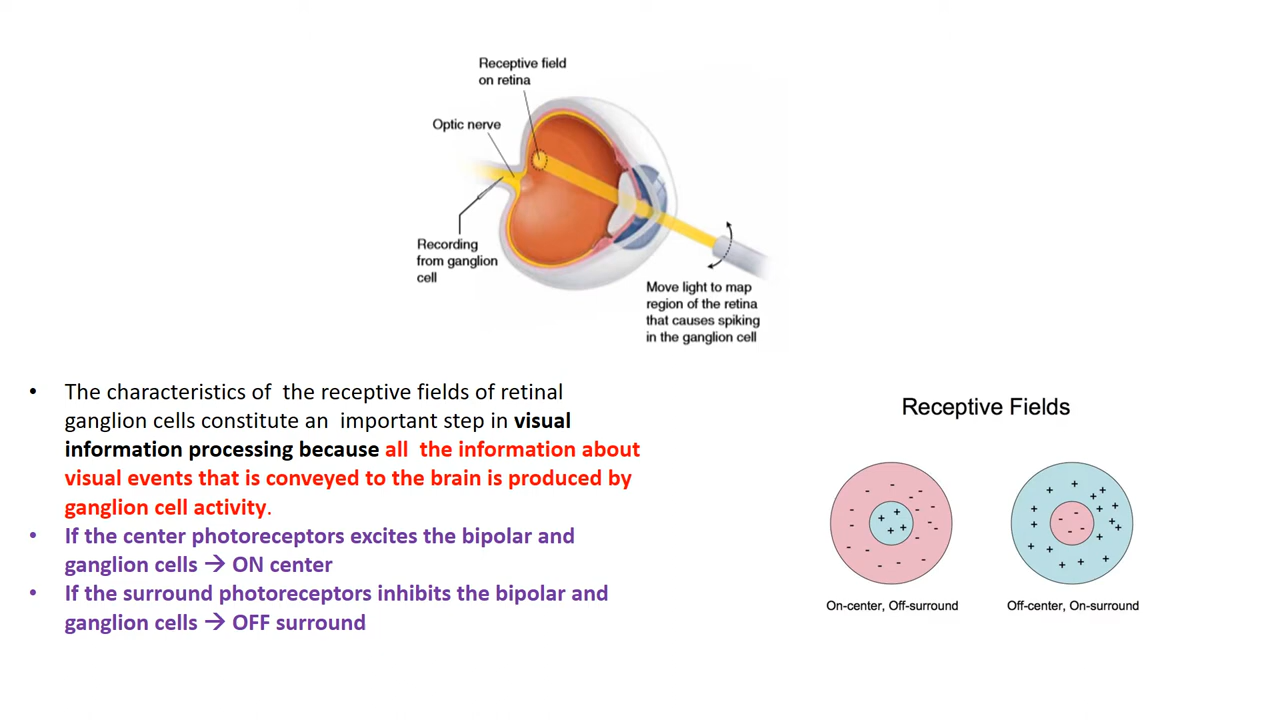 Receptive field
on retina
Optic nerve
Recording
from ganglion
cell
Move light to map
region of the retina
that causes spiking
in the ganglion cell
• The characteristics of the receptive fields of retinal
ganglion cells constitute an important step in visual
information processing because all the information about
visual events that is conveyed to the brain is produced by
ganglion cell activity.
• If the center photoreceptors excites the bipolar and
ganglion cells → ON center
• If the surround photoreceptors inhibits the bipolar and
ganglion cells → OFF surround
Receptive Fields
On-center, Off-surround
Off-center, On-surround